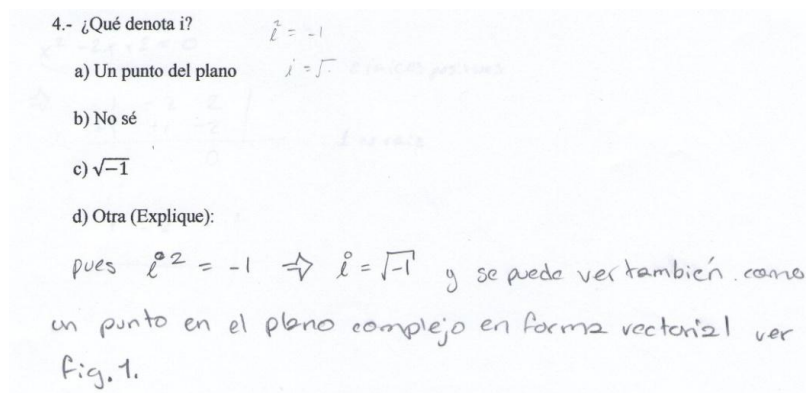 4.- ¿Qué denota i? i² = -1
a) Un punto del plano i = √
b) No sé
c) √-1
d) Otra (Explique):
pues i² = -1 ⇒ i = √-1 y se puede ver también como
un punto en el plano complejo en forma vectorial ver
fig. 1.